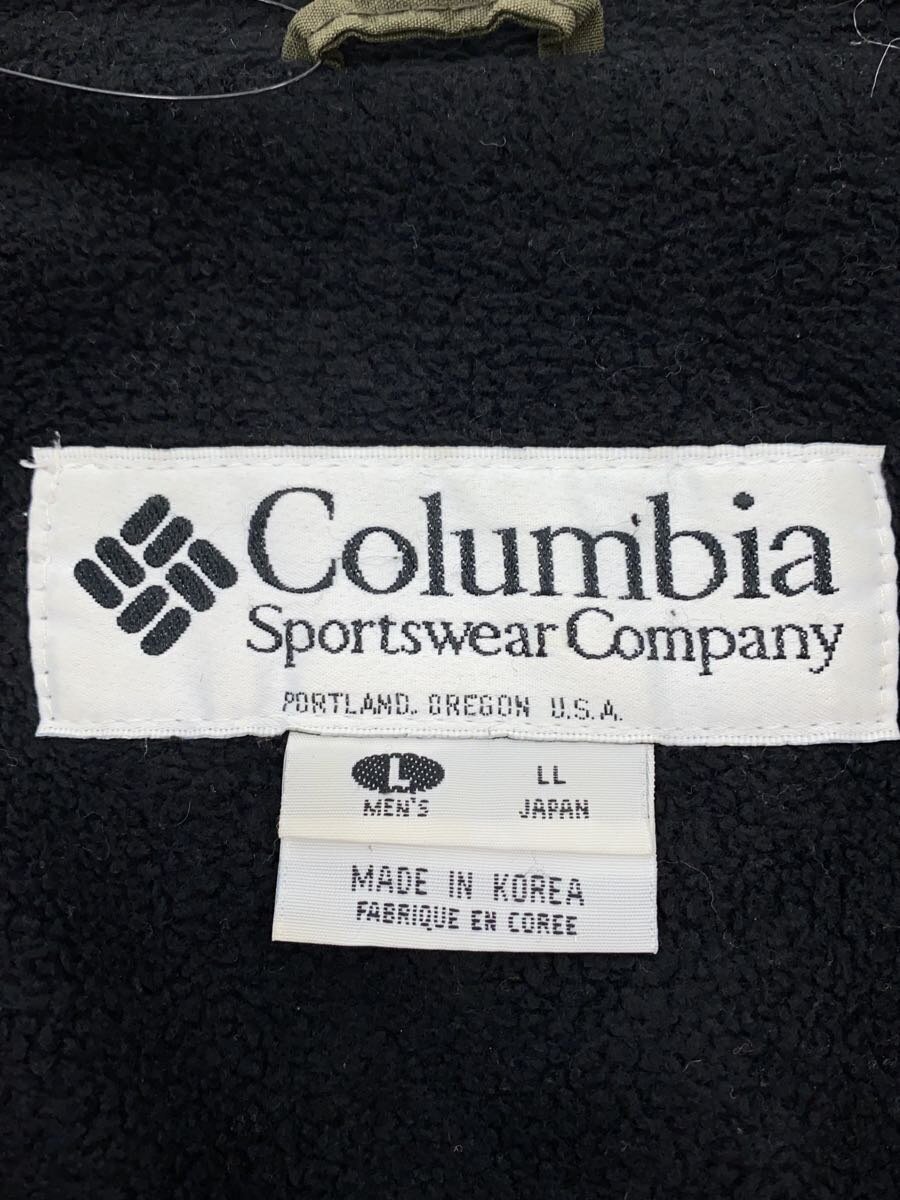 Columbia
Sportswear Company
PORTLAND, OREGON U.S.A.
L LL
MEN'S JAPAN
MADE IN KOREA
FABRIQUE EN COREE